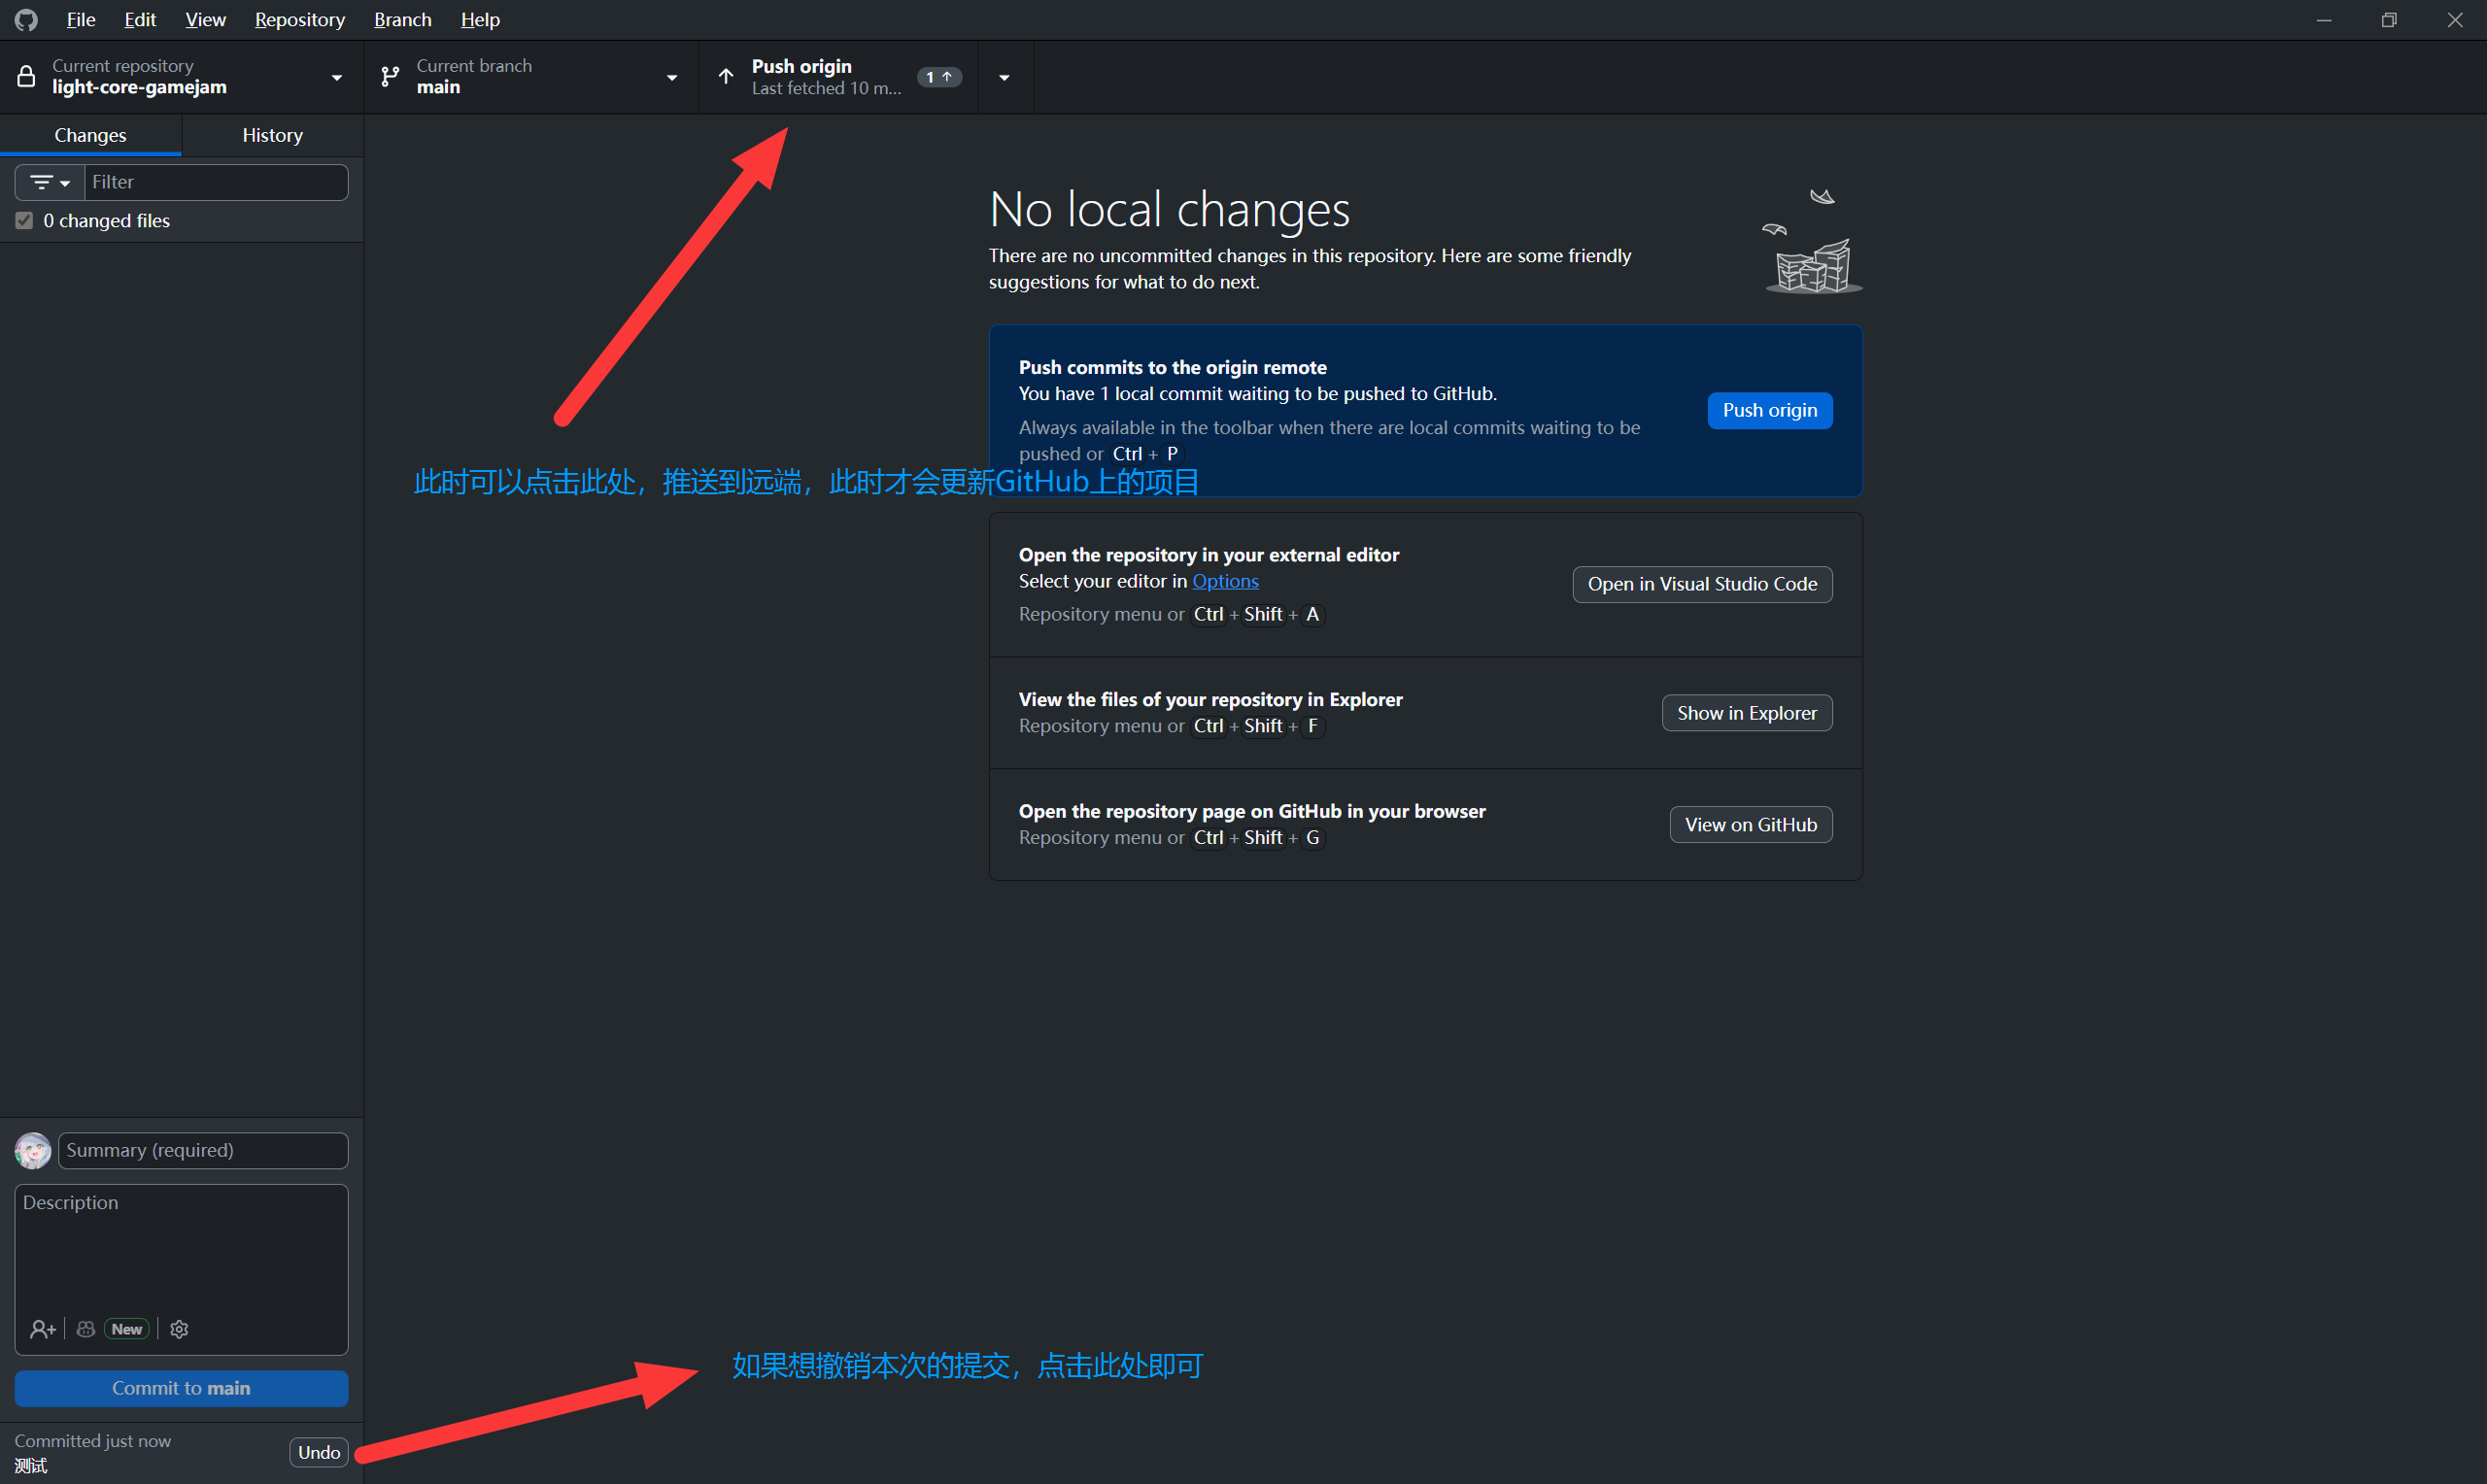 File Edit View Repository Branch Help
Current repository
light-core-gamejam
Current branch
main
Push origin
Last fetched 10 m...
1
Changes
History
Filter
0 changed files
No local changes
There are no uncommitted changes in this repository. Here are some friendly
suggestions for what to do next.
Push commits to the origin remote
You have 1 local commit waiting to be pushed to GitHub.
Always available in the toolbar when there are local commits waiting to be
pushed or Ctrl + P
Push origin
此时可以点击此处，推送到远端，此时才会更新GitHub上的项目
Open the repository in your external editor
Select your editor in Options
Repository menu or Ctrl + Shift + A
Open in Visual Studio Code
View the files of your repository in Explorer
Repository menu or Ctrl + Shift + F
Show in Explorer
Open the repository page on GitHub in your browser
Repository menu or Ctrl + Shift + G
View on GitHub
Summary (required)
Description
New
如果想撤销本次的提交，点击此处即可
Commit to main
Committed just now
测试
Undo